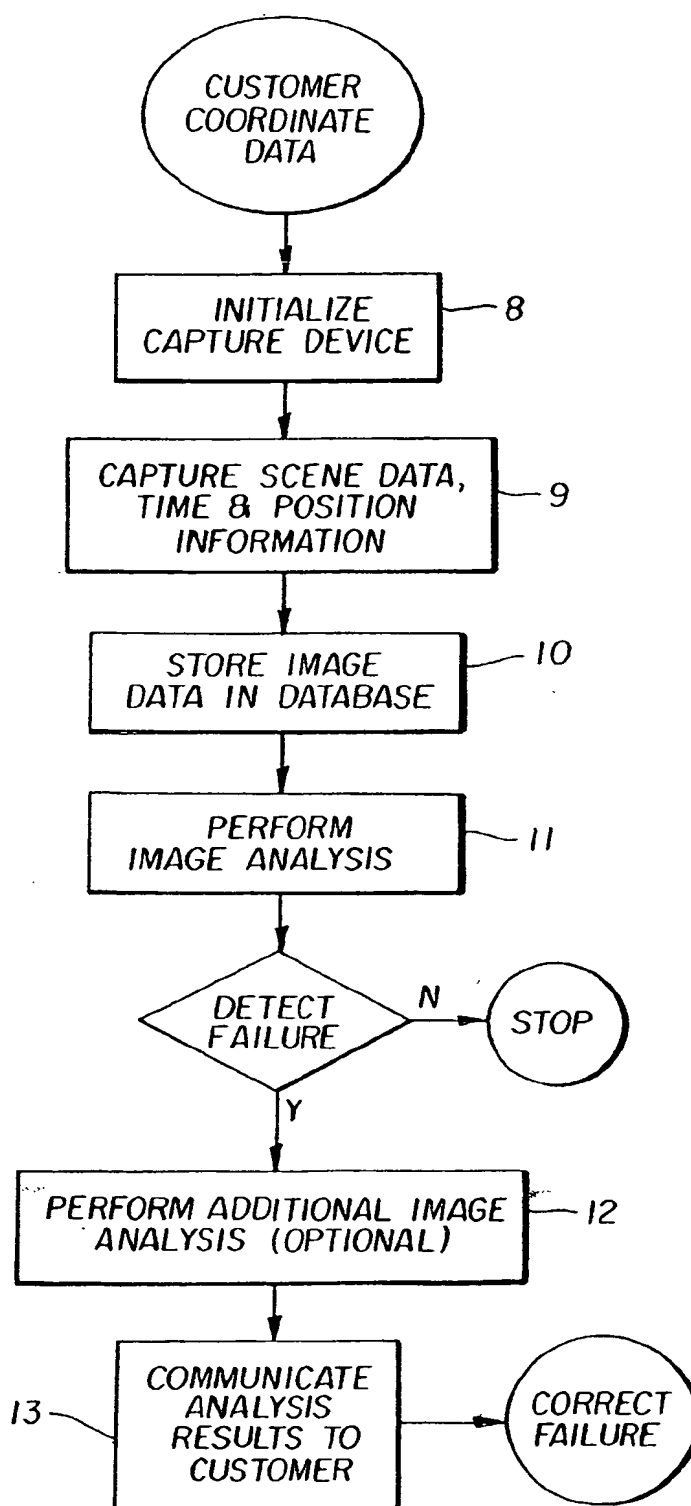 CUSTOMER
COORDINATE
DATA
INITIALIZE
CAPTURE DEVICE
8
CAPTURE SCENE DATA,
TIME & POSITION
INFORMATION
9
STORE IMAGE
DATA IN DATABASE
10
PERFORM
IMAGE ANALYSIS
11
DETECT
FAILURE
N
STOP
Y
PERFORM ADDITIONAL IMAGE
ANALYSIS (OPTIONAL)
12
COMMUNICATE
ANALYSIS
RESULTS TO
CUSTOMER
13
CORRECT
FAILURE